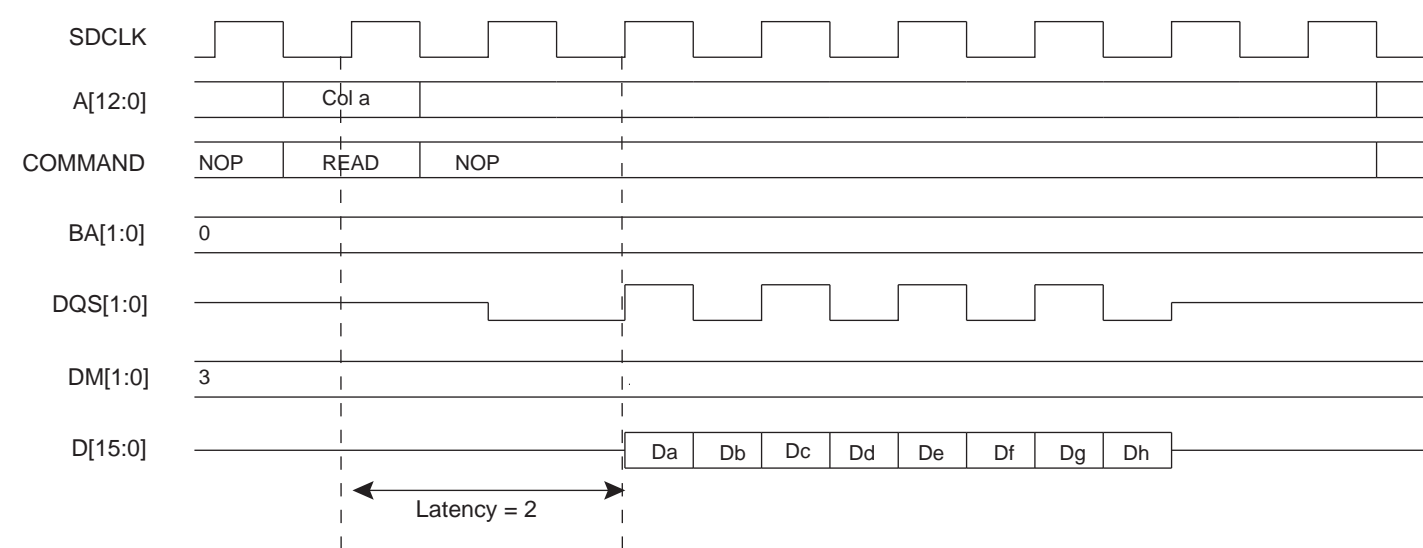 SDCLK
A[12:0] Col a
COMMAND NOP READ NOP
BA[1:0] 0
DQS[1:0]
DM[1:0] 3
D[15:0] Da Db Dc Dd De Df Dg Dh
Latency = 2